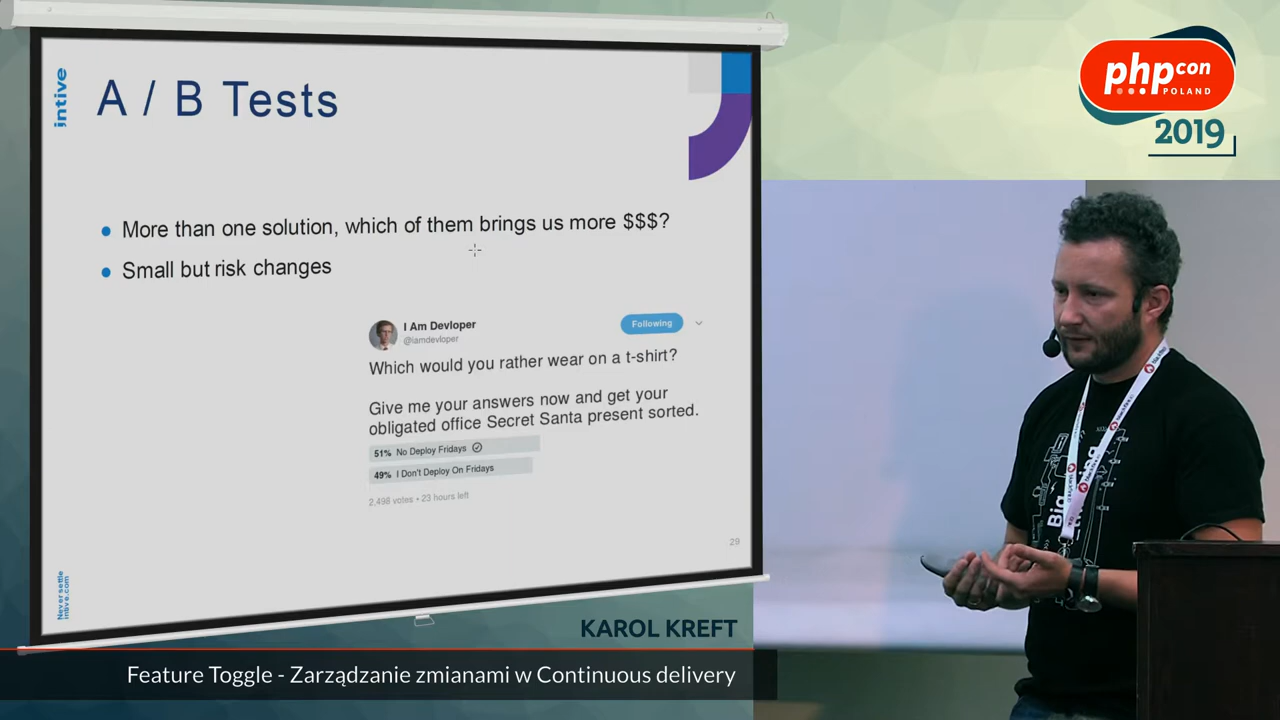 intive
A / B Tests
More than one solution, which of them brings us more $$$?
Small but risk changes
I Am Devloper
@iamdevloper
Following
Which would you rather wear on a t-shirt?
Give me your answers now and get your
obligated office Secret Santa present sorted.
51% No Deploy Fridays
49% I Don't Deploy On Fridays
2,498 votes • 23 hours left
29
Never settle
intive.com
php con
POLAND
2019
Big
KAROL KREFT
Feature Toggle - Zarządzanie zmianami w Continuous delivery